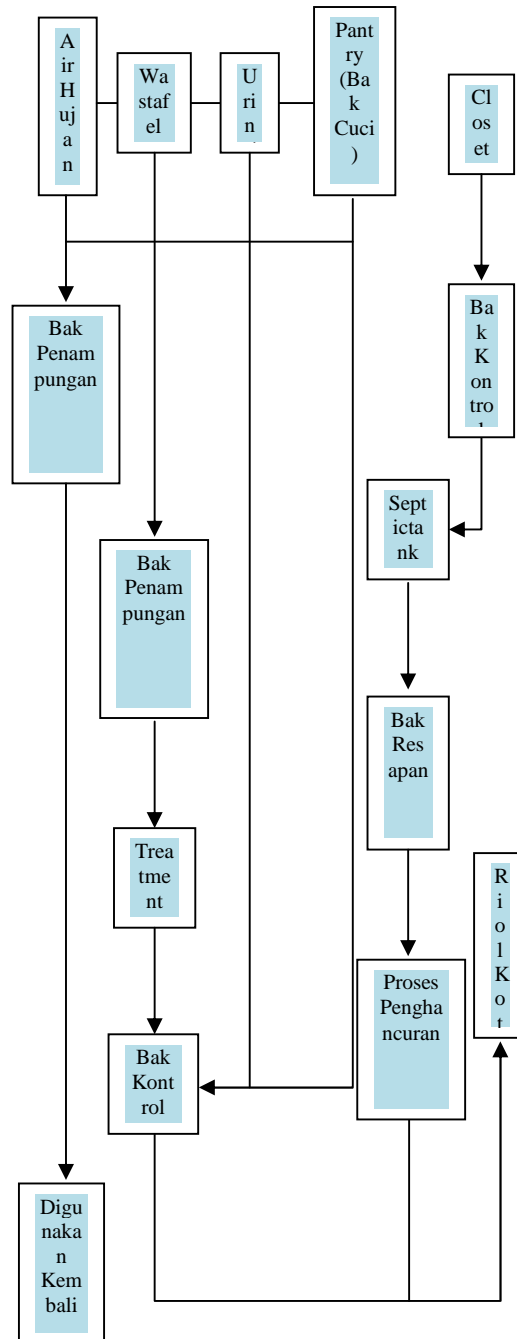 A
ir
H
uj
a
n
Wa
staf
el
U
rin
Pant
ry
(Ba
k
Cuci
)
Cl
os
et
Bak
Penam
pungan
Ba
k
K
on
tro
Sept
icta
nk
Bak
Penam
pungan
Bak
Res
apan
Trea
tme
nt
R
i
o
l
K
o
t
Proses
Pengha
ncuran
Bak
Kont
rol
Digu
naka
n
Kem
bali